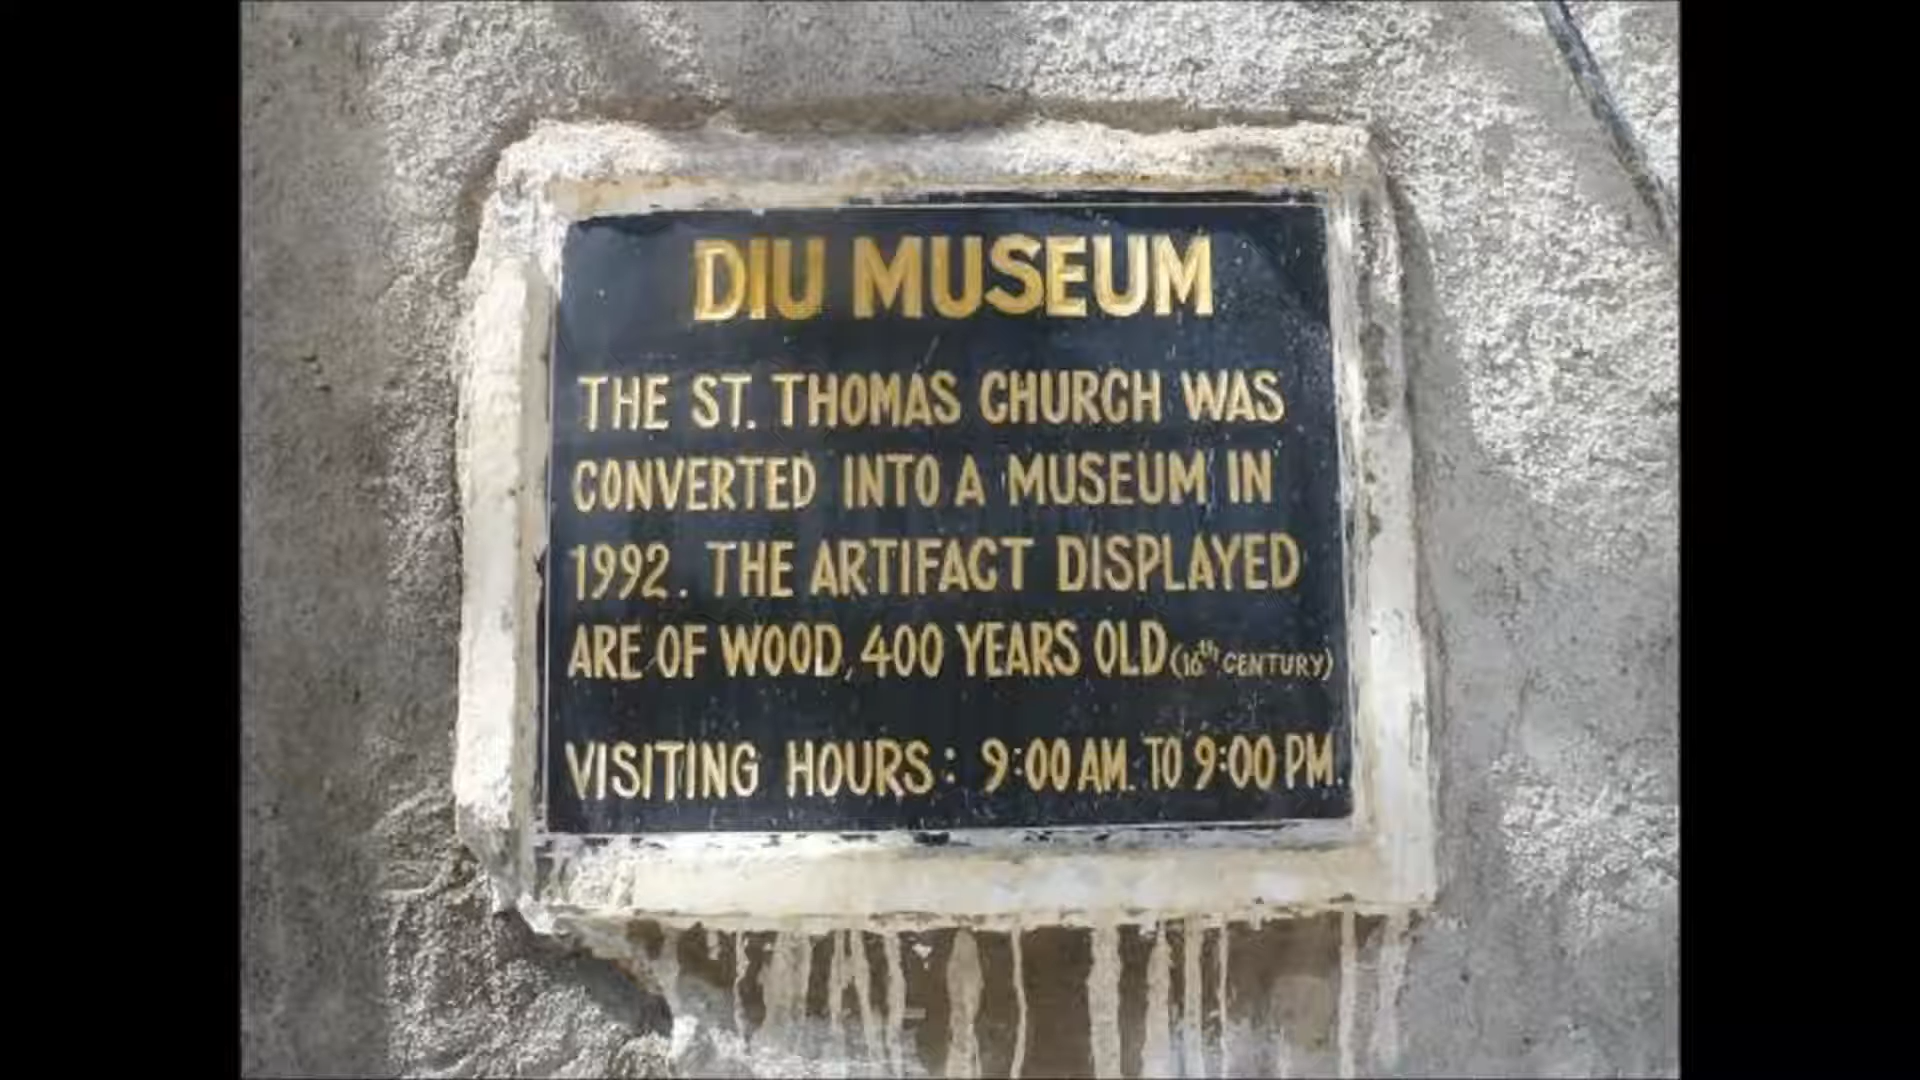 DIU MUSEUM
THE ST. THOMAS CHURCH WAS
CONVERTED INTO A MUSEUM IN
1992. THE ARTIFACT DISPLAYED
ARE OF WOOD, 400 YEARS OLD (16th CENTURY)
VISITING HOURS: 9:00 AM. TO 9:00 PM.